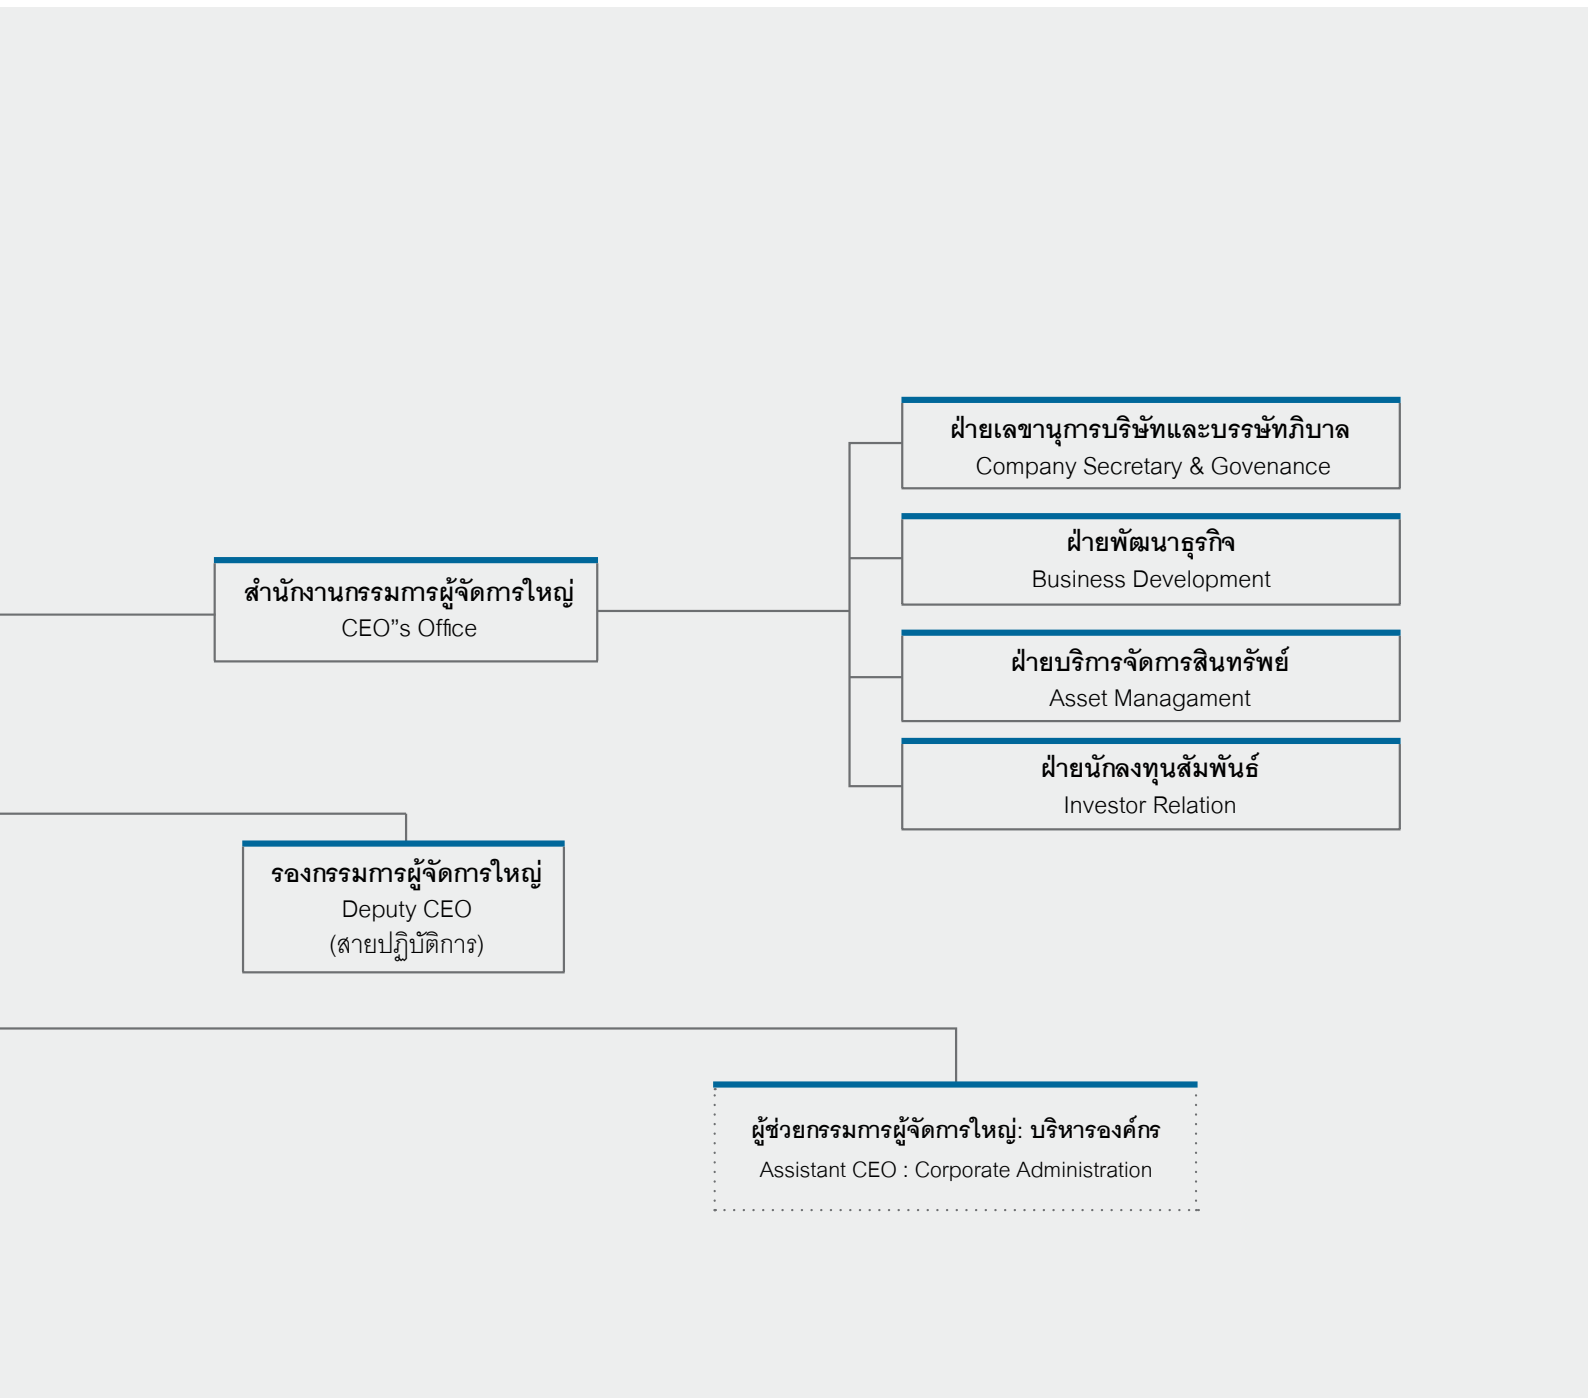 ฝ่ายเลขานุการบริษัทและบรรษัทภิบาล
Company Secretary & Govenance
ฝ่ายพัฒนาธุรกิจ
Business Development
สำนักงานกรรมการผู้จัดการใหญ่
CEO”s Office
ฝ่ายบริการจัดการสินทรัพย์
Asset Managament
ฝ่ายนักลงทุนสัมพันธ์
Investor Relation
รองกรรมการผู้จัดการใหญ่
Deputy CEO
(สายปฏิบัติการ)
ผู้ช่วยกรรมการผู้จัดการใหญ่: บริหารองค์กร
Assistant CEO : Corporate Administration